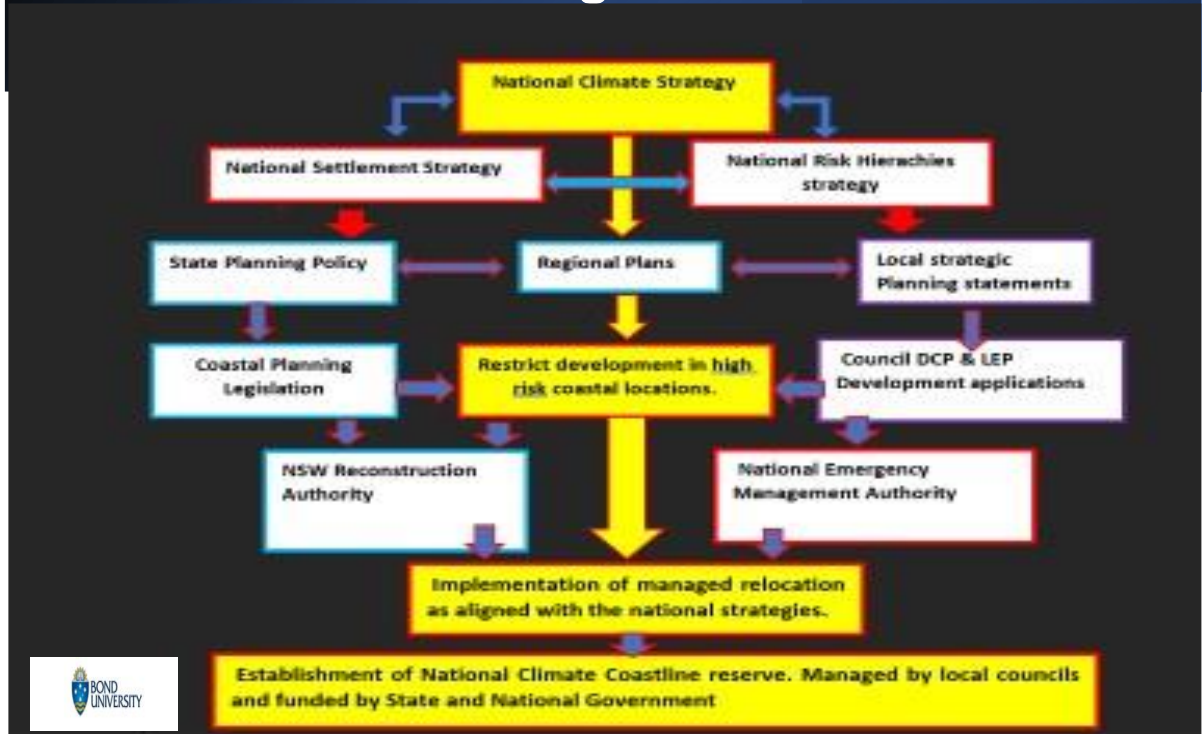 National Climate Strategy
National Settlement Strategy
National Risk Hierachies
strategy
State Planning Policy
Regional Plans
Local strategic
Planning statements
Coastal Planning
Legislation
Restrict development in high
risk coastal locations.
Council DCP & LEP
Development applications
NSW Reconstruction
Authority
National Emergency
Management Authority
Implementation of managed relocation
as aligned with the national strategies.
Establishment of National Climate Coastline reserve. Managed by local councils
and funded by State and National Government
BOND
UNIVERSITY